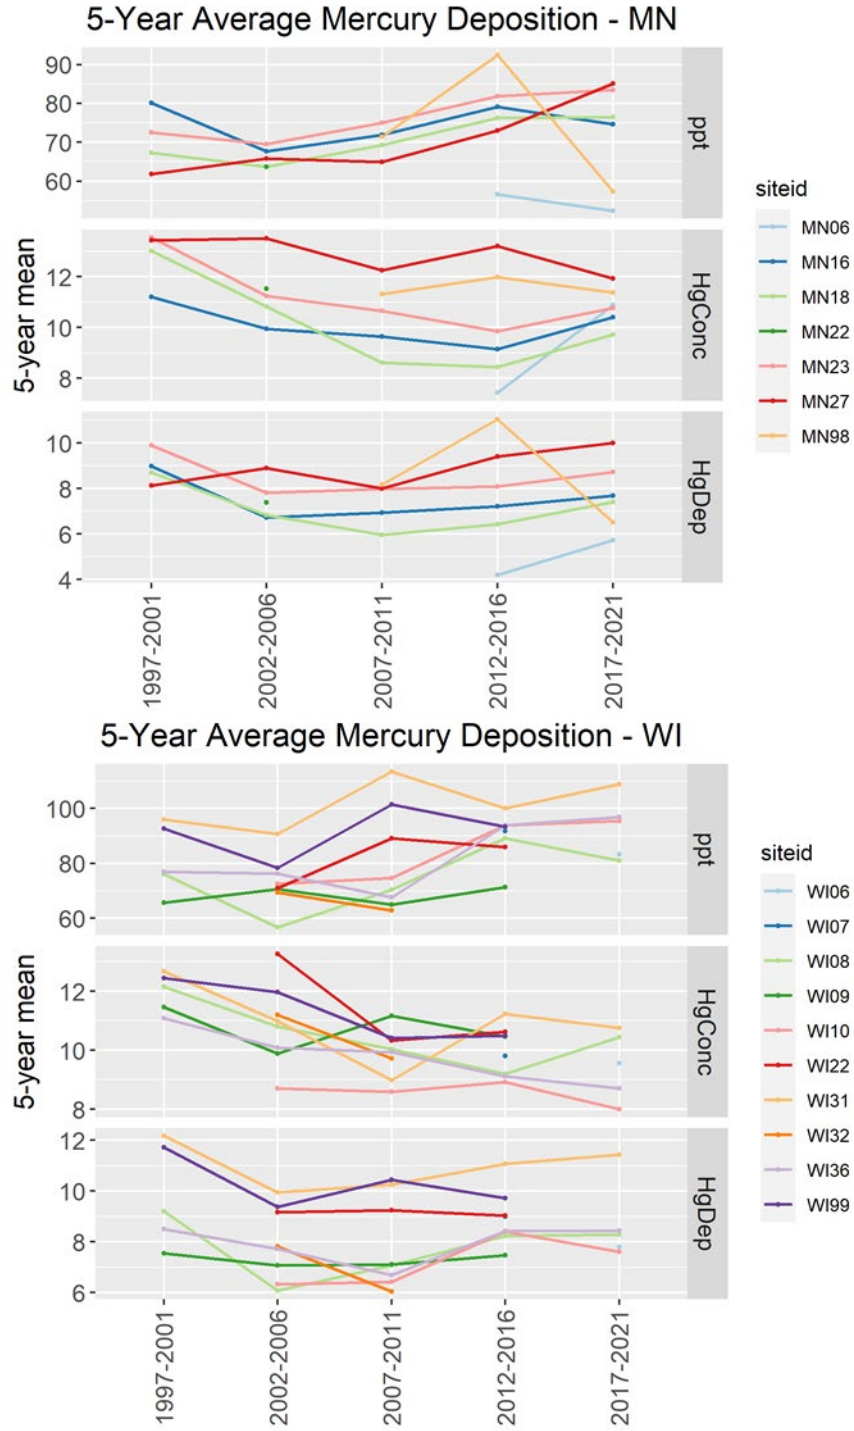 5-Year Average Mercury Deposition - MN
5-year mean
90
80
70
60
ppt
12
10
8
HgConc
10
8
6
4
HgDep
1997-2001
2002-2006
2007-2011
2012-2016
2017-2021
siteid
MN06
MN16
MN18
MN22
MN23
MN27
MN98
5-Year Average Mercury Deposition - WI
5-year mean
100
80
60
ppt
12
10
8
HgConc
12
10
8
6
HgDep
1997-2001
2002-2006
2007-2011
2012-2016
2017-2021
siteid
WI06
WI07
WI08
WI09
WI10
WI22
WI31
WI32
WI36
WI99